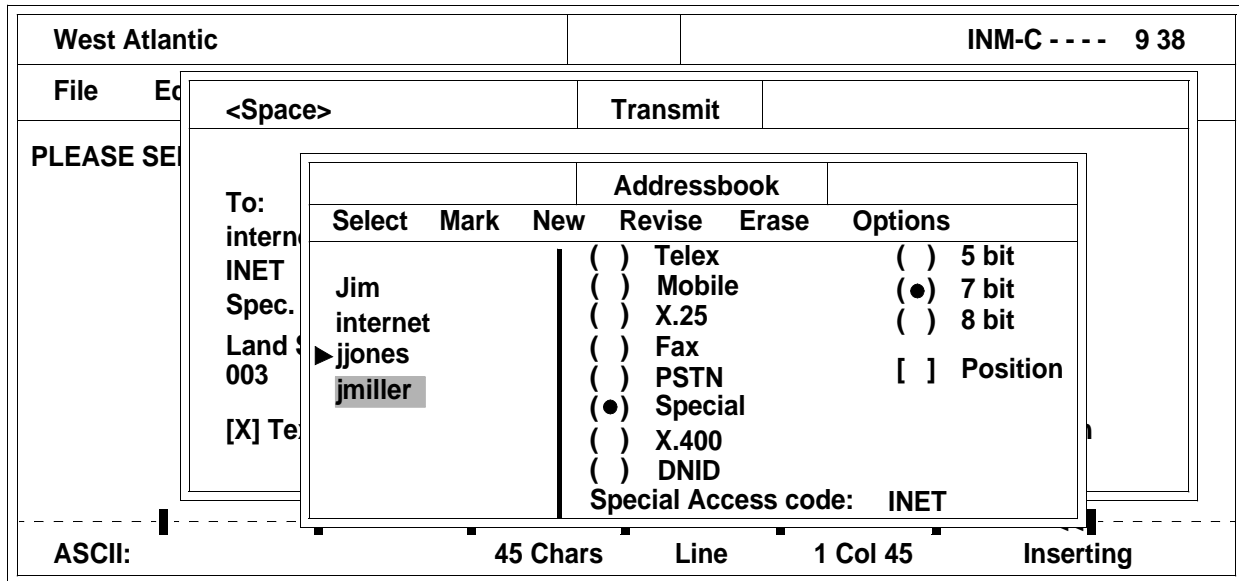 West Atlantic INM-C - - - - 9 38
File
<Space> Transmit
PLEASE
Addressbook
To:
Select Mark New Revise Erase Options
( ) Telex ( ) 5 bit
INET
Jim ( ) Mobile (●) 7 bit
Spec.
internet ( ) X.25 ( ) 8 bit
Land
▶jjones ( ) Fax
003 [ ] Position
jmiller ( ) PSTN
(●) Special
[X]
( ) X.400
( ) DNID
Special Access code: INET
ASCII: 45 Chars Line 1 Col 45 Inserting